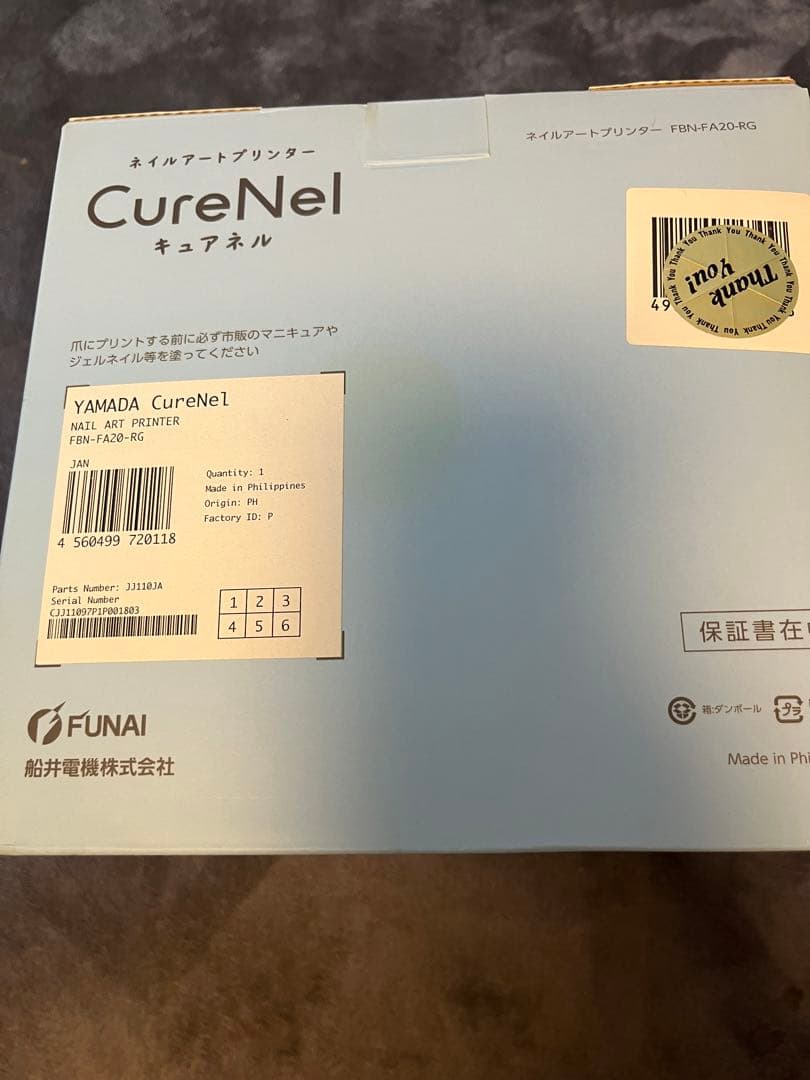 ネイルアートプリンター FBN-FA20-RG
ネイルアートプリンター
CureNel
キュアネル
49
Thank You Thank You Thank You Thank You Thank You Thank You
Thank
You!
爪にプリントする前に必ず市販のマニキュアや
ジェルネイル等を塗ってください
YAMADA CureNel
NAIL ART PRINTER
FBN-FA20-RG
JAN
4 560499 720118
Quantity: 1
Made in Philippines
Origin: PH
Factory ID: P
Parts Number: JJ110JA
Serial Number
CJJ11097P1P001803
1 2 3
4 5 6
保証書在
箱:ダンボール
プラ
FUNAI
船井電機株式会社
Made in Phi